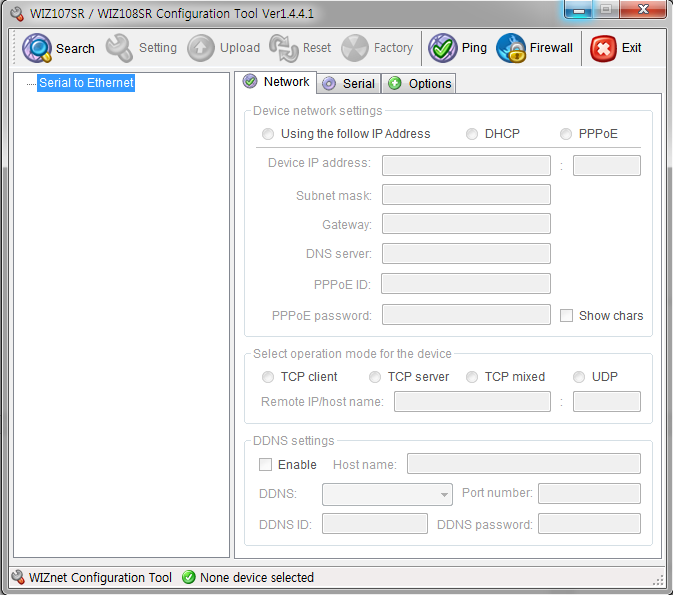 WIZ107SR / WIZ108SR Configuration Tool Ver1.4.4.1
Search Setting Upload Reset Factory Ping Firewall Exit
Serial to Ethernet
Network Serial Options
Device network settings
Using the follow IP Address DHCP PPPoE
Device IP address: :
Subnet mask:
Gateway:
DNS server:
PPPoE ID:
PPPoE password: Show chars
Select operation mode for the device
TCP client TCP server TCP mixed UDP
Remote IP/host name: :
DDNS settings
Enable Host name:
DDNS: Port number:
DDNS ID: DDNS password:
WIZnet Configuration Tool None device selected